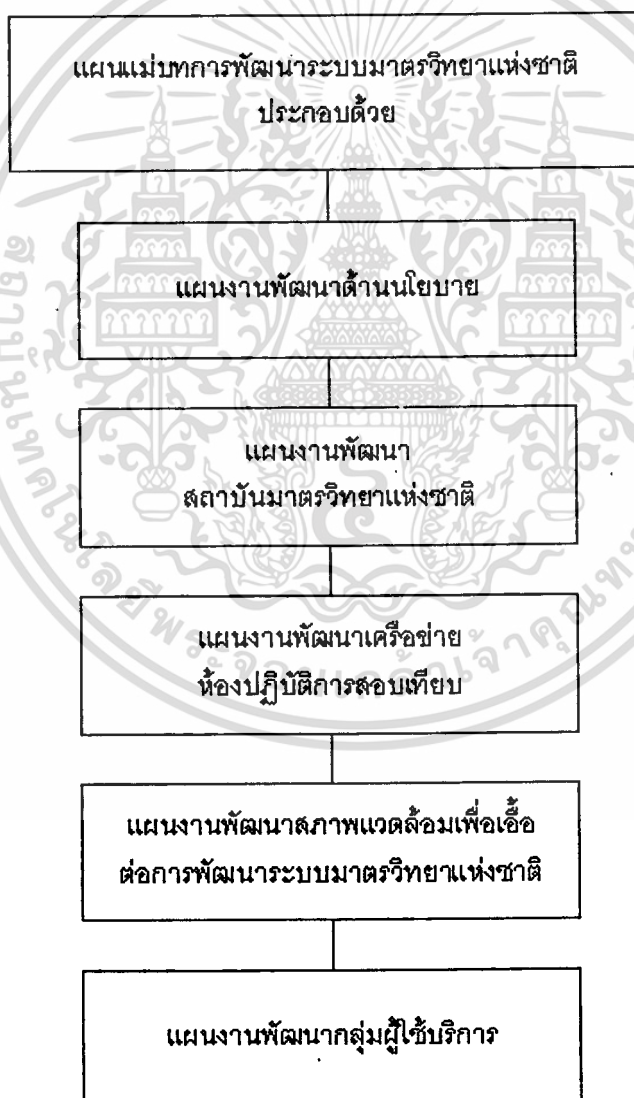 แผนแม่บทการพัฒนาระบบมาตรวิทยาแห่งชาติ
ประกอบด้วย
แผนงานพัฒนาด้านนโยบาย
แผนงานพัฒนา
สถาบันมาตรวิทยาแห่งชาติ
แผนงานพัฒนาเครือข่าย
ห้องปฏิบัติการสอบเทียบ
แผนงานพัฒนาสภาพแวดล้อมเพื่อเอื้อ
ต่อการพัฒนาระบบมาตรวิทยาแห่งชาติ
แผนงานพัฒนากลุ่มผู้ใช้บริการ